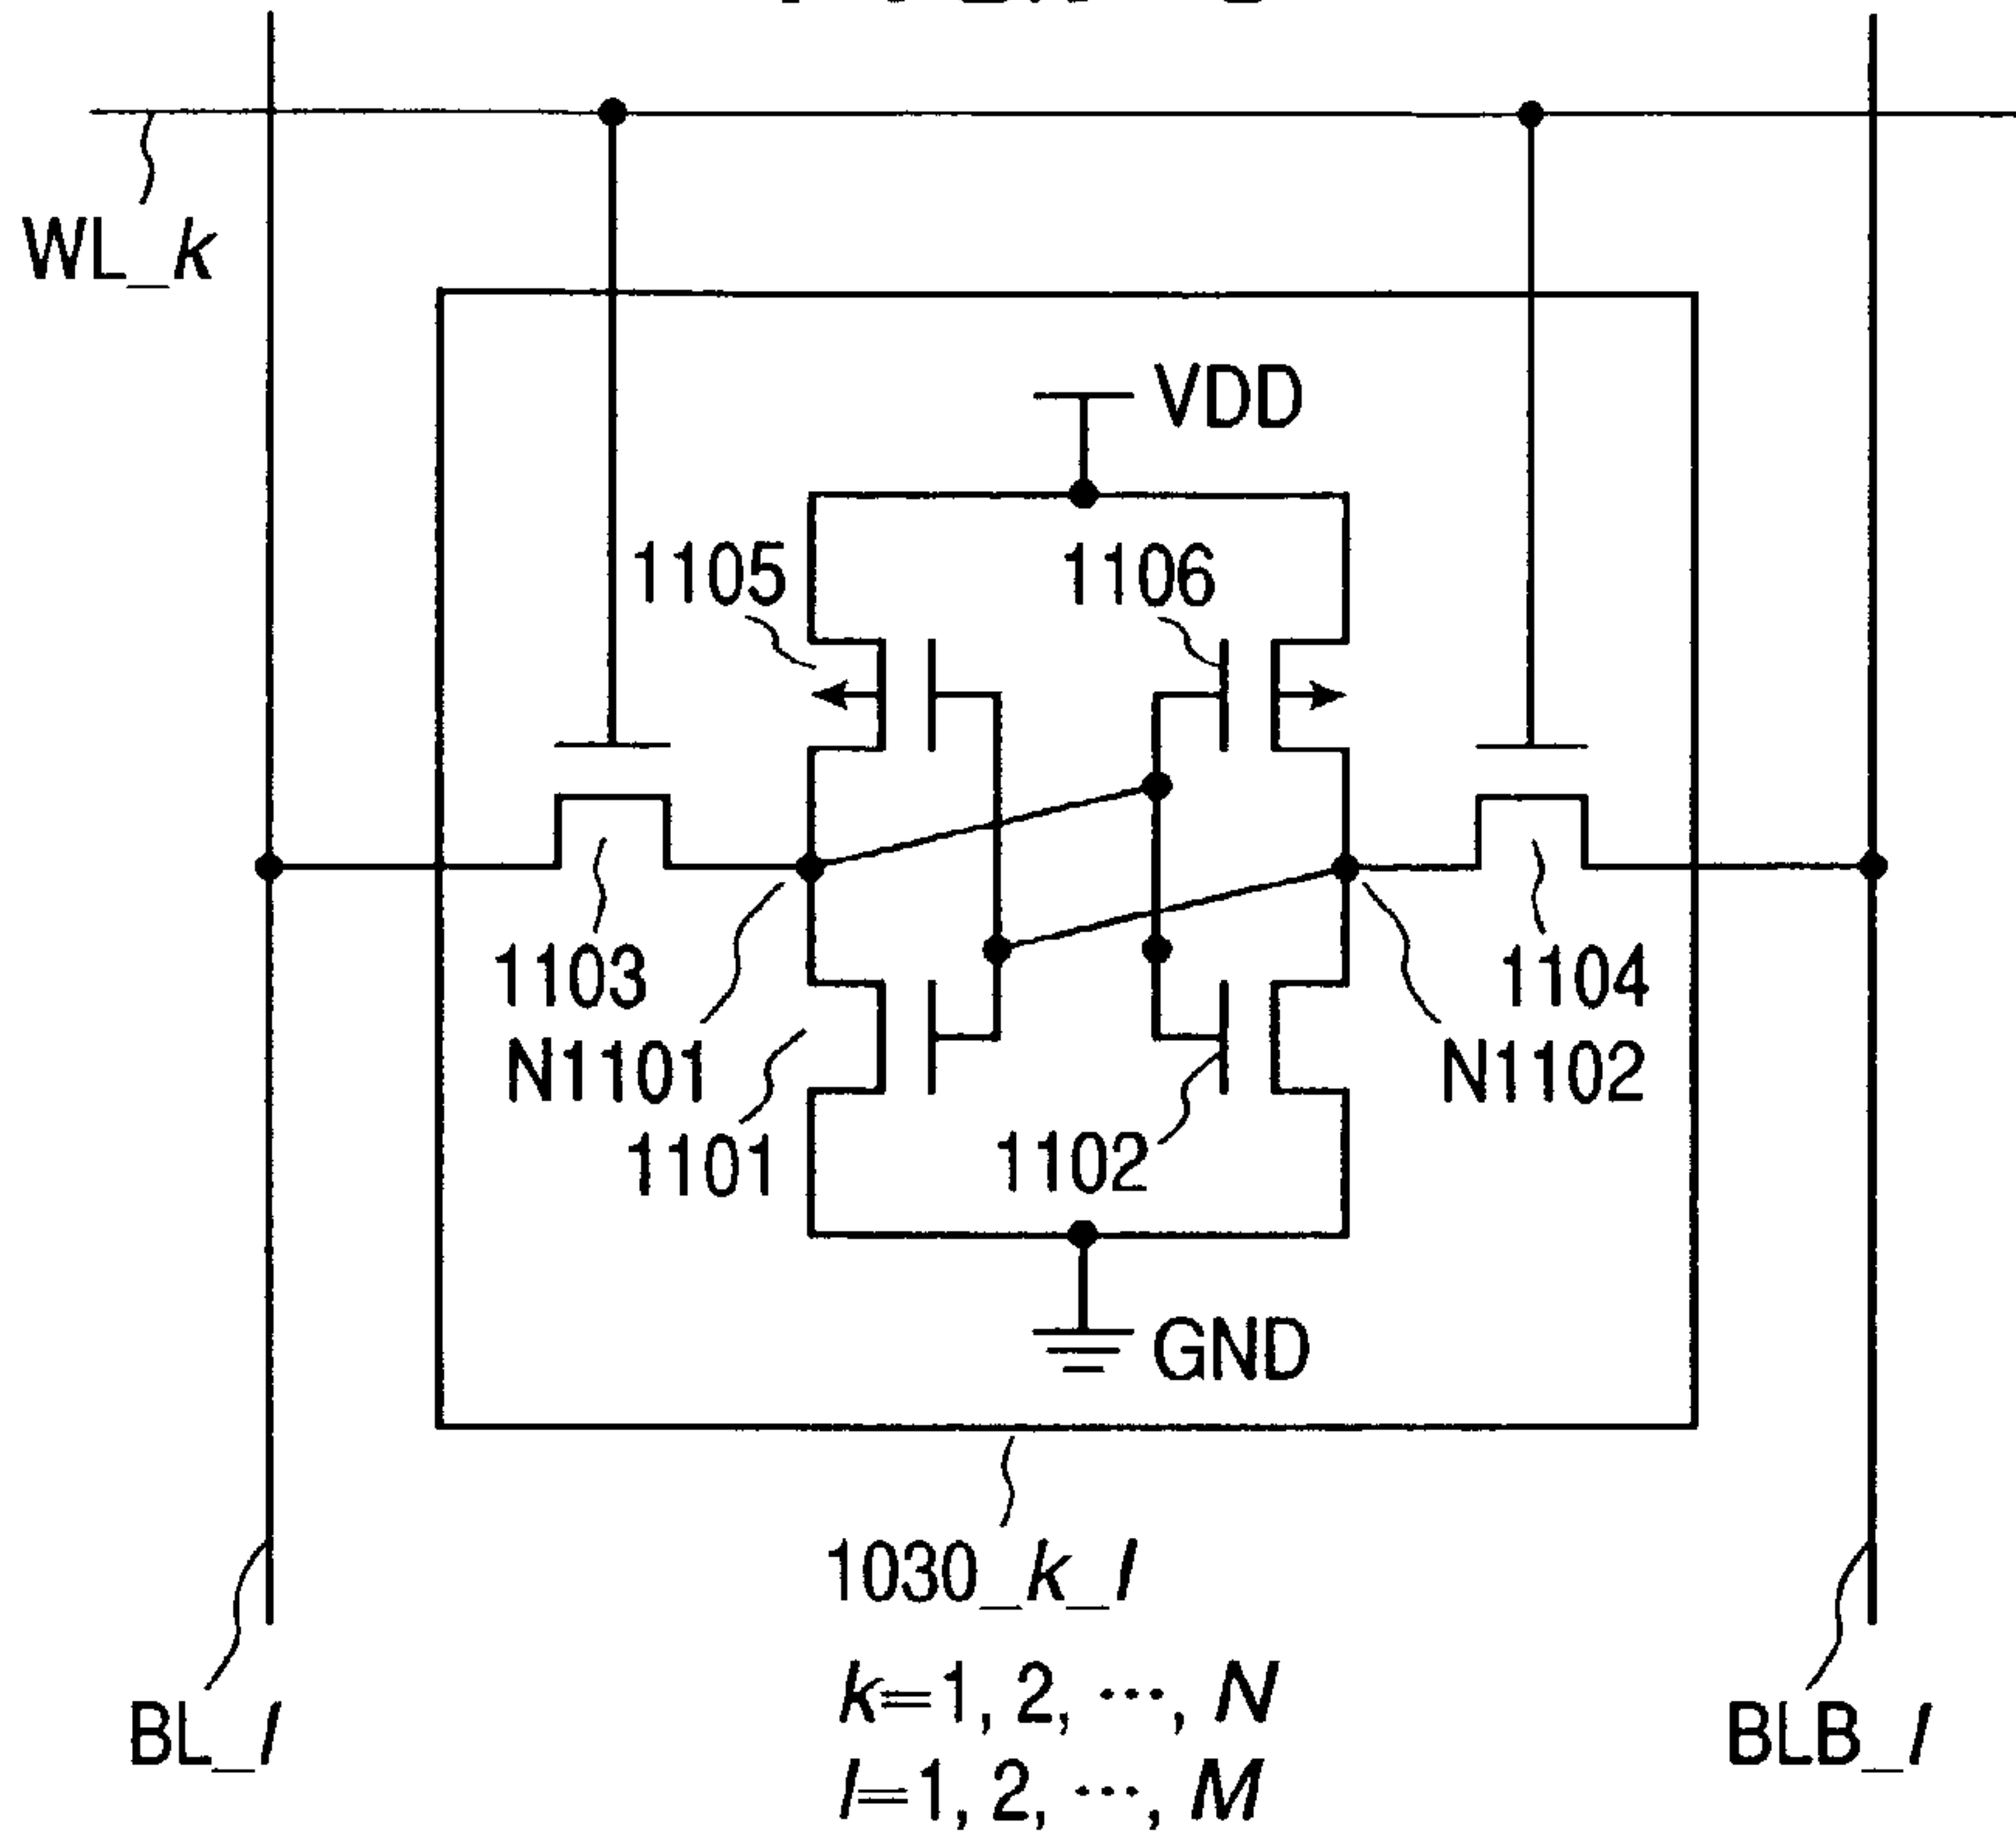 WL_k
VDD
1105
1106
1103
1104
N1101
N1102
1101
1102
GND
1030_k_l
k=1, 2, ···, N
l=1, 2, ···, M
BL_l
BLB_l